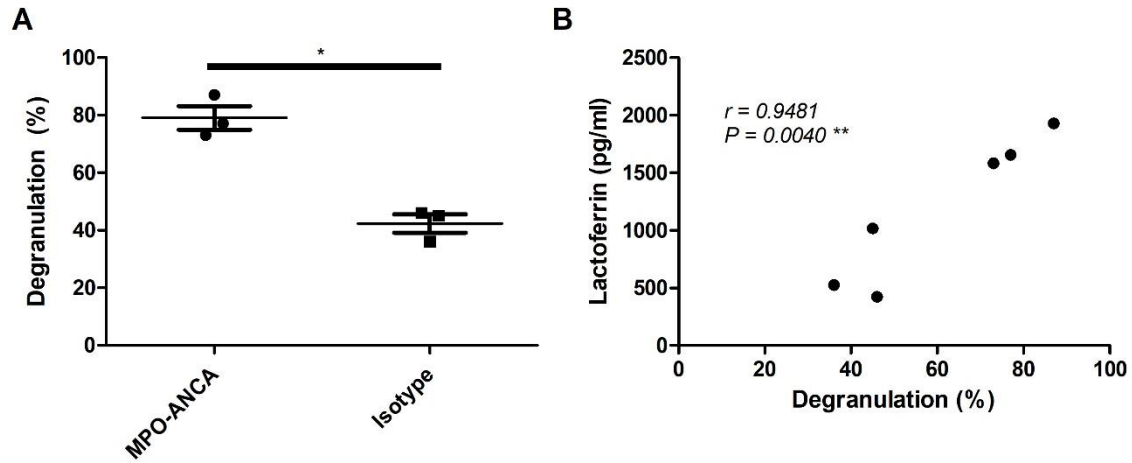 A
*
100
80
60
40
20
0
Degranulation (%)
MPO-ANCA
Isotype
B
2500
2000
1500
1000
500
0
Lactoferrin (pg/ml)
r = 0.9481
P = 0.0040 **
0 20 40 60 80 100
Degranulation (%)